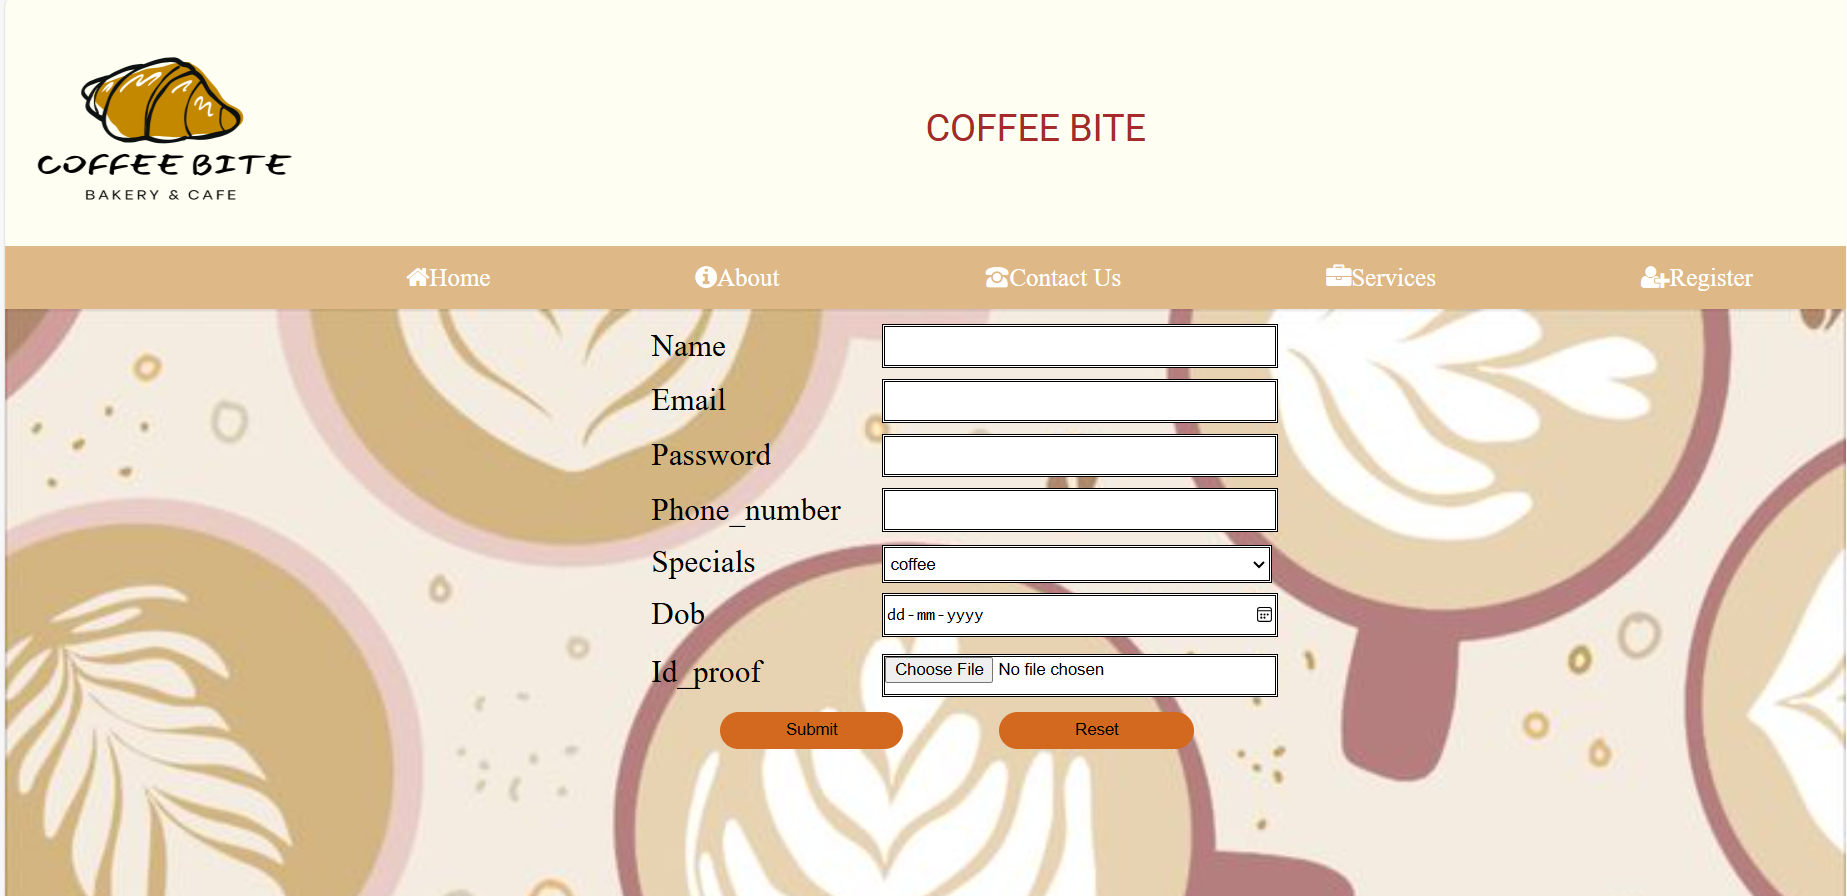 COFFEE BITE
BAKERY & CAFE
COFFEE BITE
Home About Contact Us Services Register
Name
Email
Password
Phone_number
Specials coffee
Dob dd-mm-yyyy
Id_proof Choose File No file chosen
Submit Reset